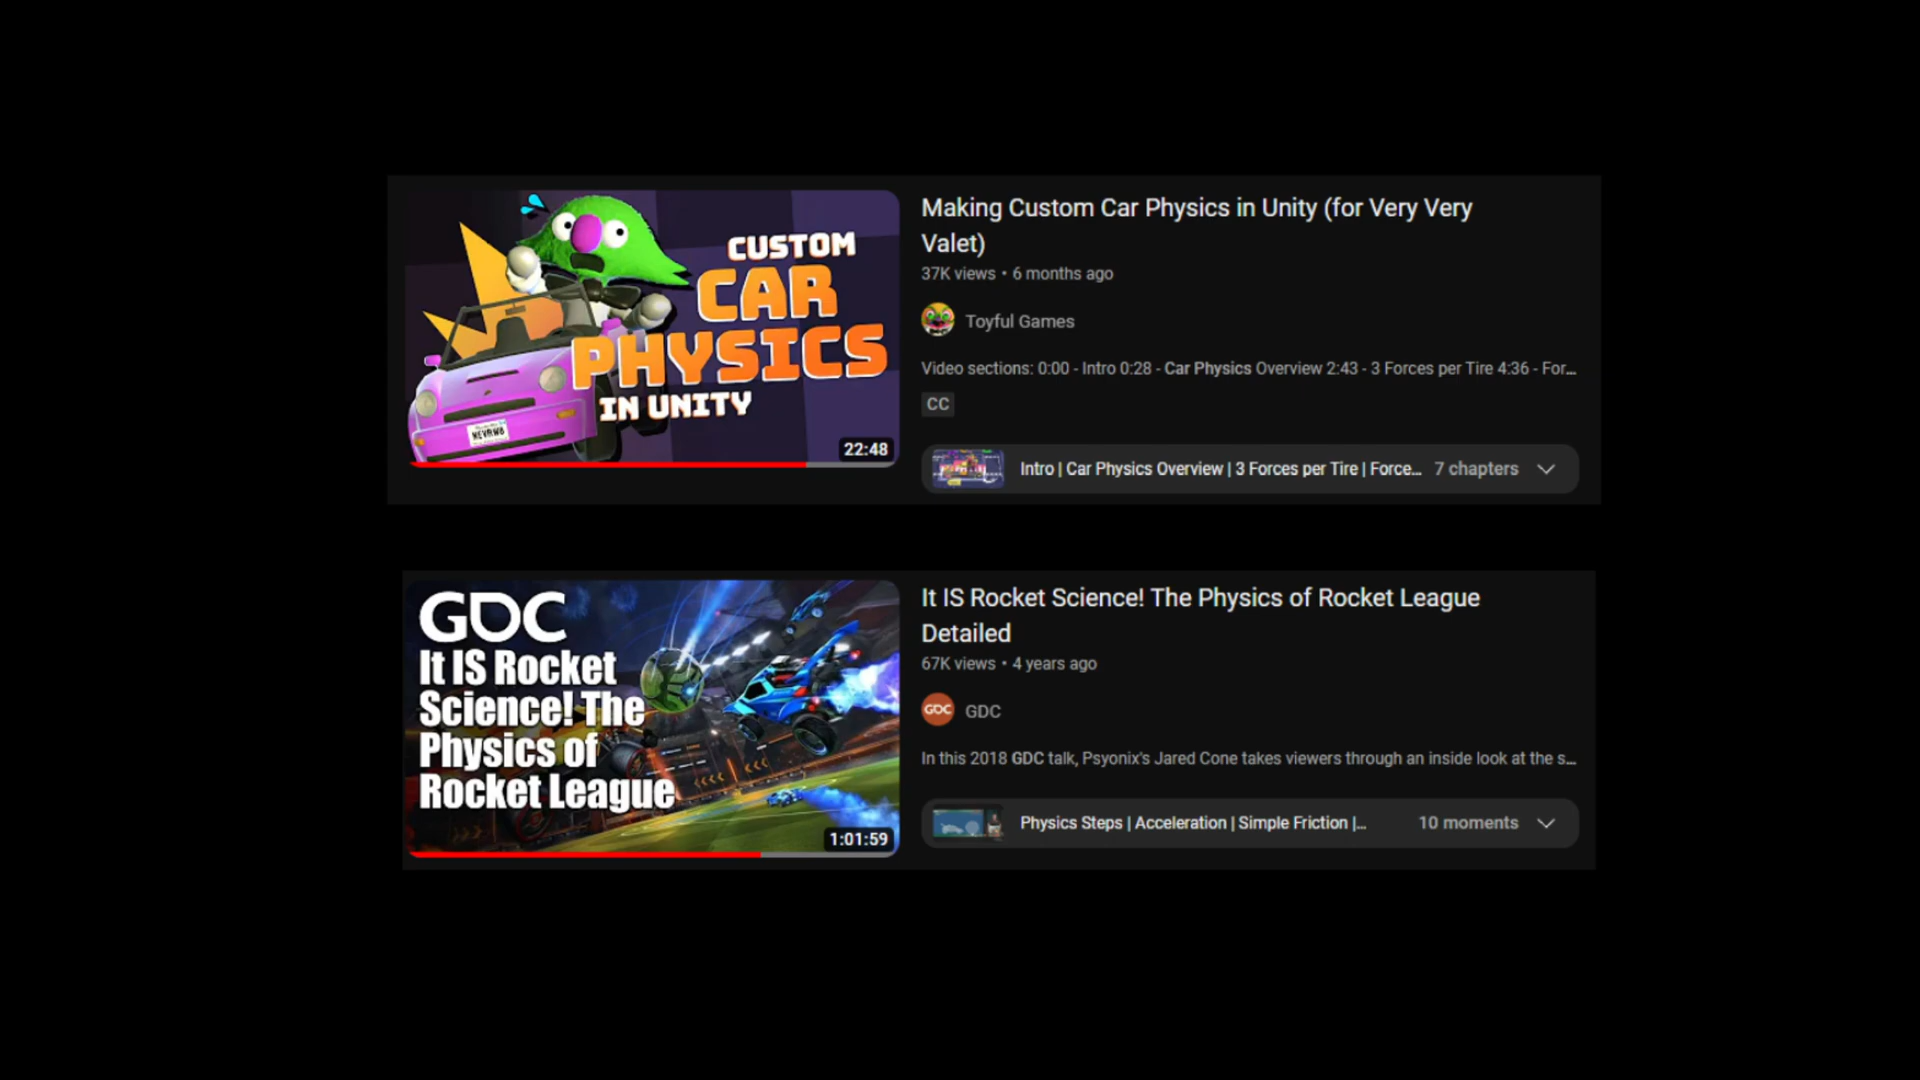 CUSTOM
CAR
PHYSICS
IN UNITY
NEVRWB
22:48
Making Custom Car Physics in Unity (for Very Very
Valet)
37K views • 6 months ago
Toyful Games
Video sections: 0:00 - Intro 0:28 - Car Physics Overview 2:43 - 3 Forces per Tire 4:36 - For...
CC
Intro | Car Physics Overview | 3 Forces per Tire | Force... 7 chapters
GDC
It IS Rocket
Science! The
Physics of
Rocket League
1:01:59
It IS Rocket Science! The Physics of Rocket League
Detailed
67K views • 4 years ago
GDC GDC
In this 2018 GDC talk, Psyonix's Jared Cone takes viewers through an inside look at the s...
Physics Steps | Acceleration | Simple Friction |... 10 moments